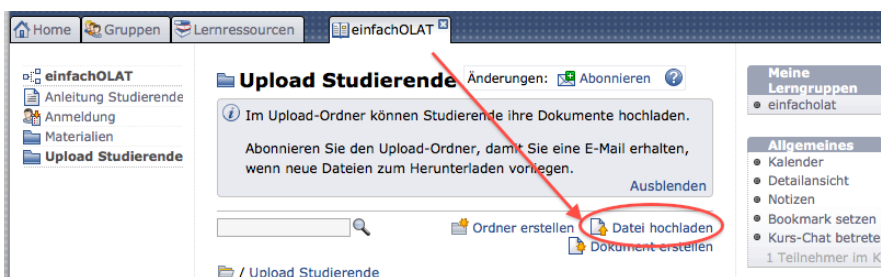 Home Gruppen Lernressourcen einfachOLAT
einfachOLAT
Anleitung Studierende
Anmeldung
Materialien
Upload Studierende
Upload Studierende Änderungen: Abonnieren
Im Upload-Ordner können Studierende ihre Dokumente hochladen.
Abonnieren Sie den Upload-Ordner, damit Sie eine E-Mail erhalten,
wenn neue Dateien zum Herunterladen vorliegen.
Ausblenden
Ordner erstellen Datei hochladen
Dokument erstellen
/ Upload Studierende
Meine
Lerngruppen
einfacholat
Allgemeines
Kalender
Detailansicht
Notizen
Bookmark setzen
Kurs-Chat betrete
1 Teilnehmer im K